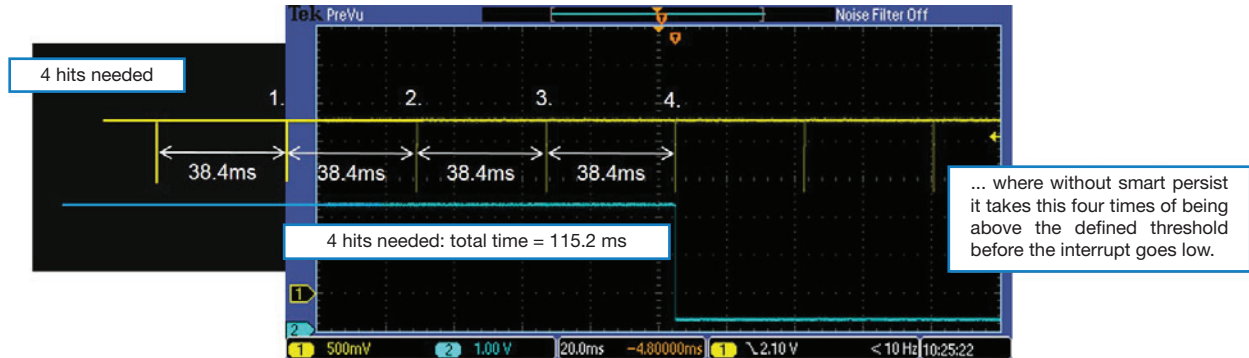 Tek PreVu
Noise Filter Off
4 hits needed
1. 2. 3. 4.
38.4ms 38.4ms 38.4ms 38.4ms
4 hits needed: total time = 115.2 ms
... where without smart persist
it takes this four times of being
above the defined threshold
before the interrupt goes low.
1
2
1 500mV 2 1.00 V 20.0ms −4.80000ms 1 2.10 V < 10 Hz 10:25:22